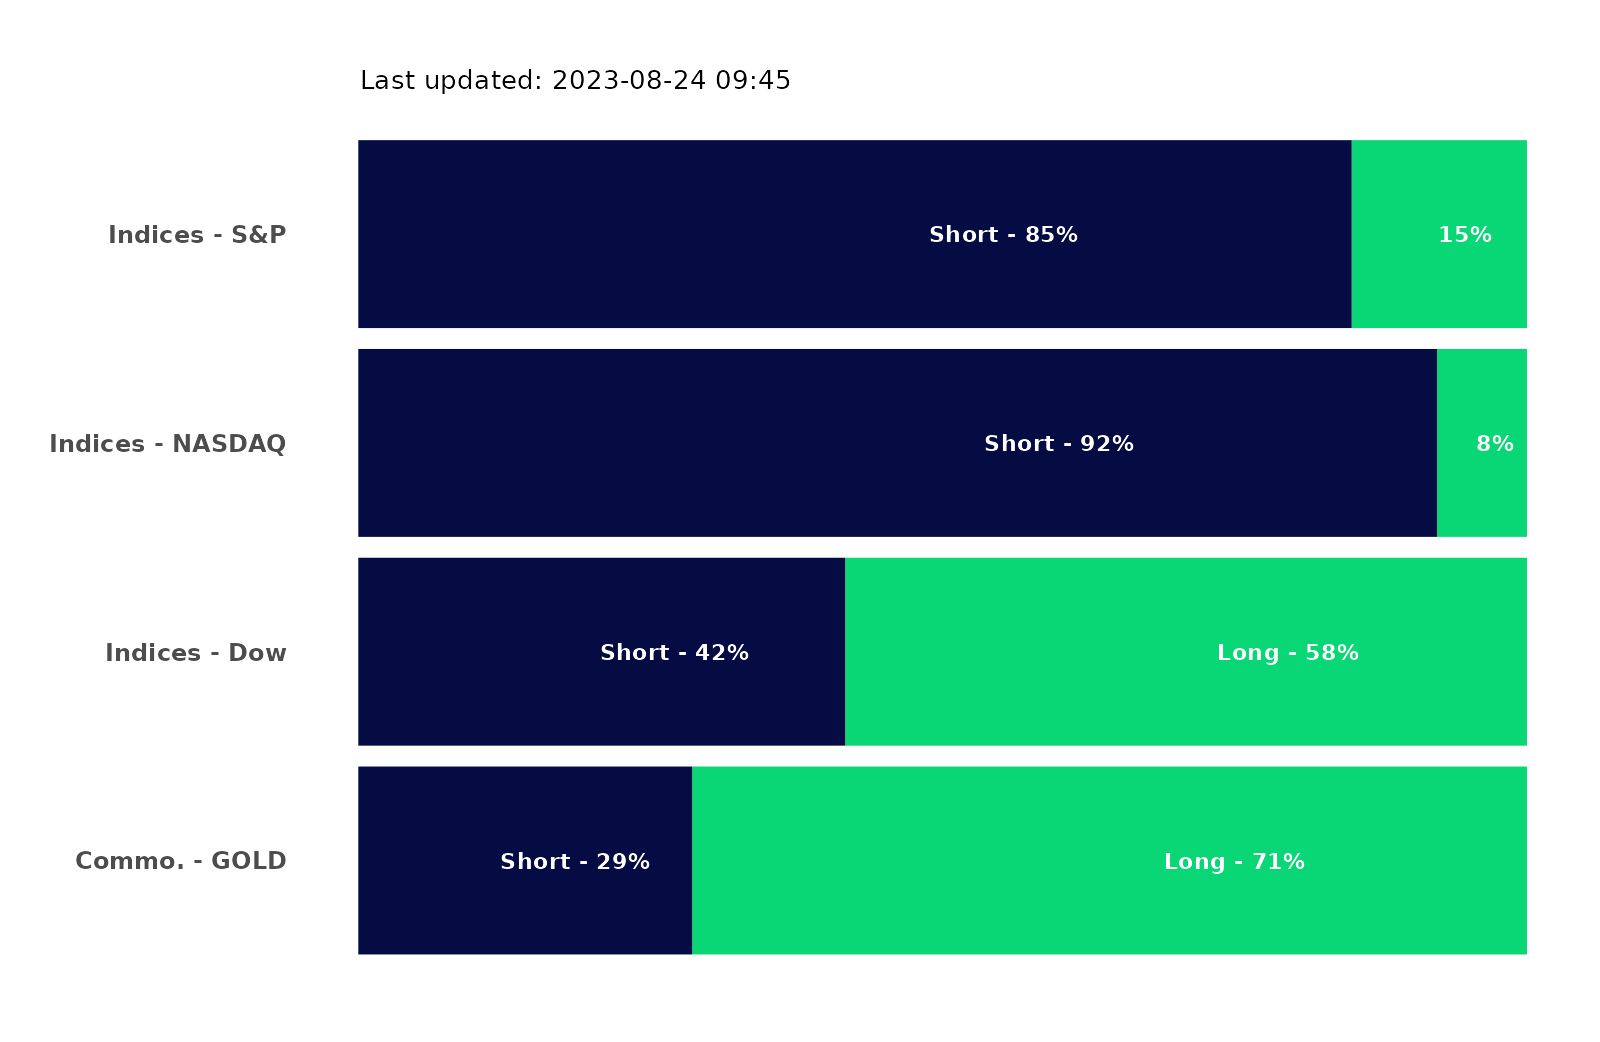 Last updated: 2023-08-24 09:45
Indices - S&P Short - 85% 15%
Indices - NASDAQ Short - 92% 8%
Indices - Dow Short - 42% Long - 58%
Commo. - GOLD Short - 29% Long - 71%